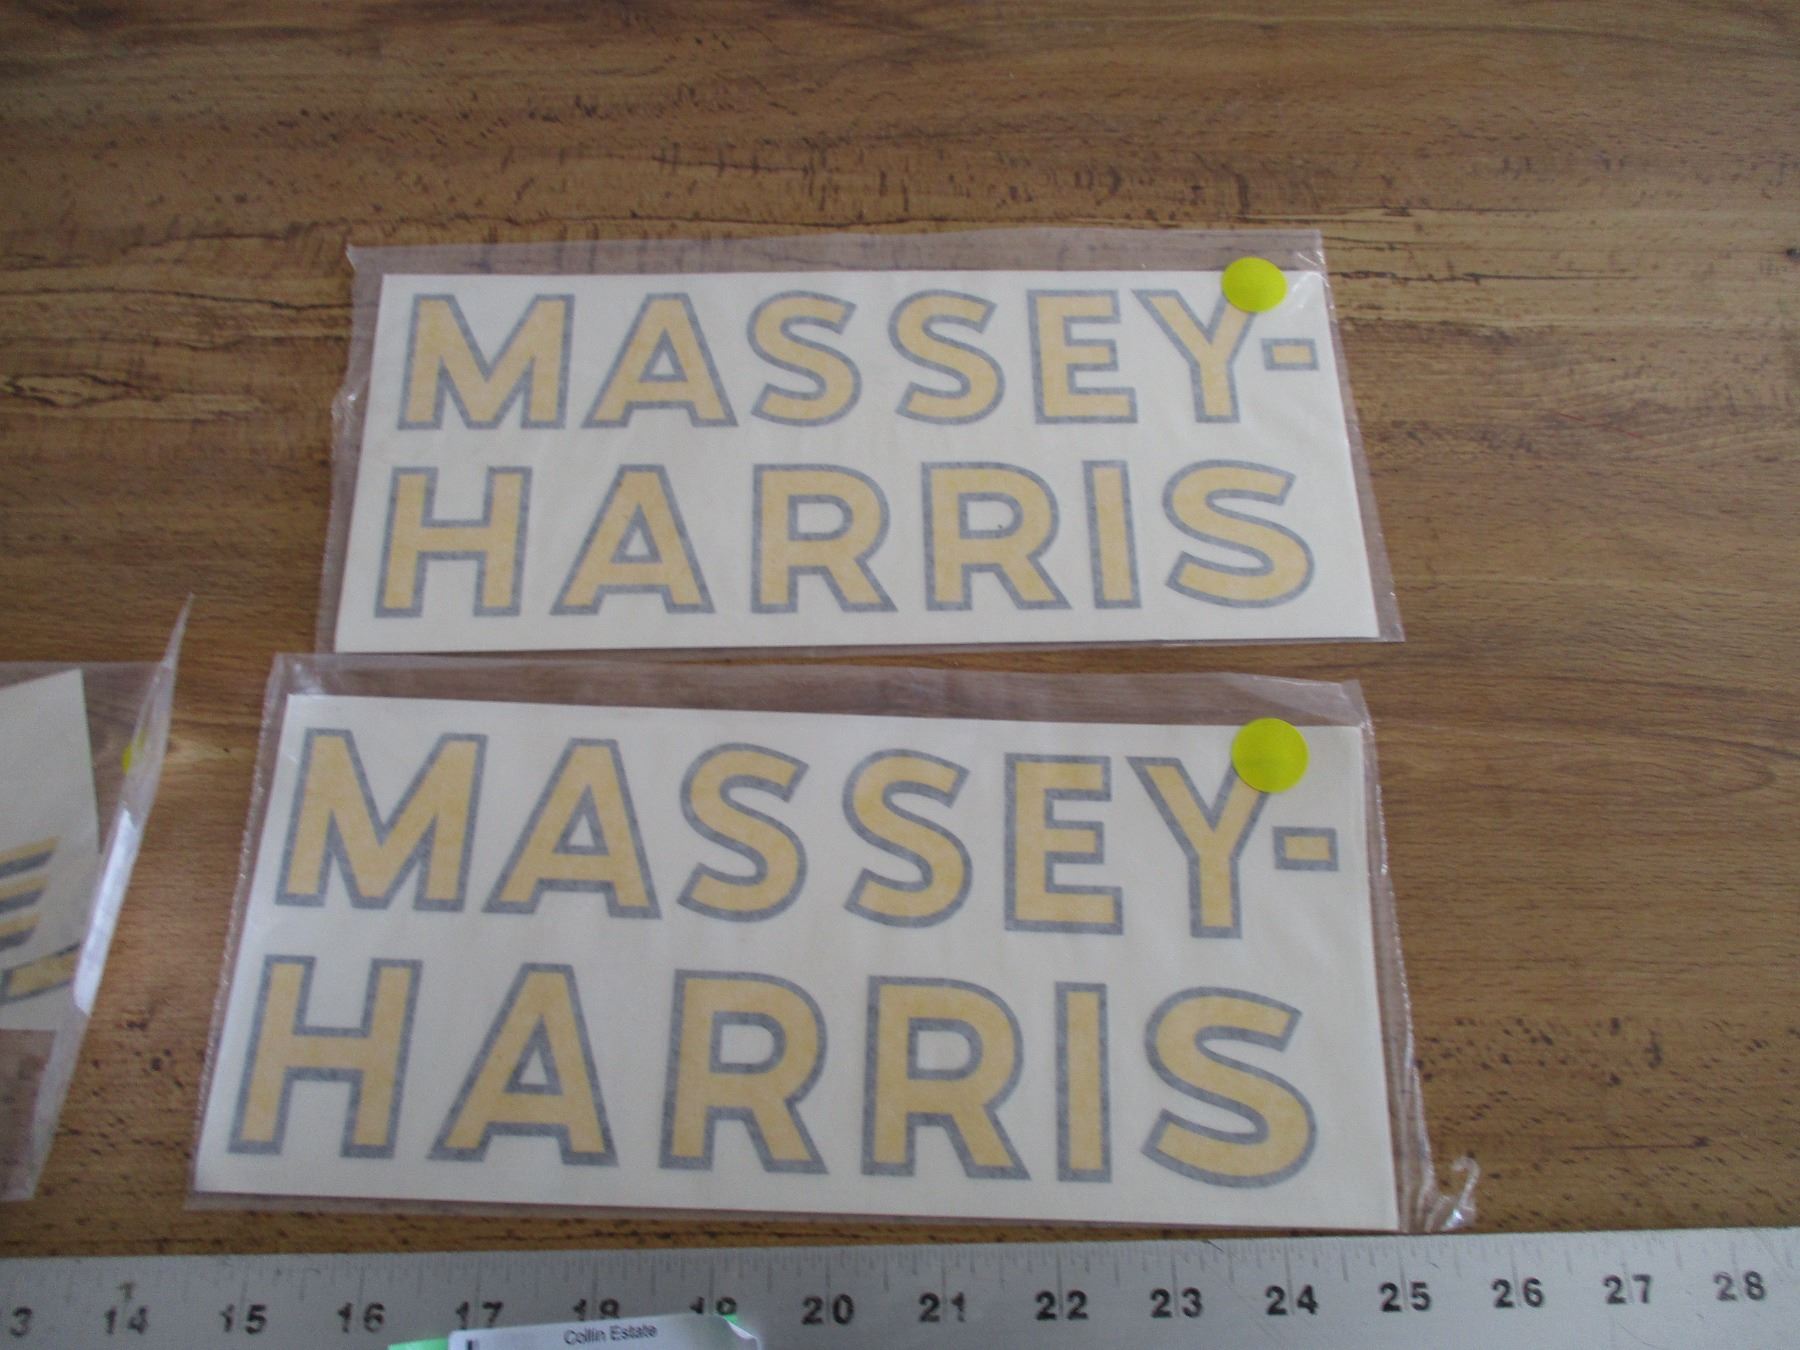 MASSEY-
HARRIS
MASSEY-
HARRIS
14 15 16 17 18 19 20 21 22 23 24 25 26 27 28
Collin Estate